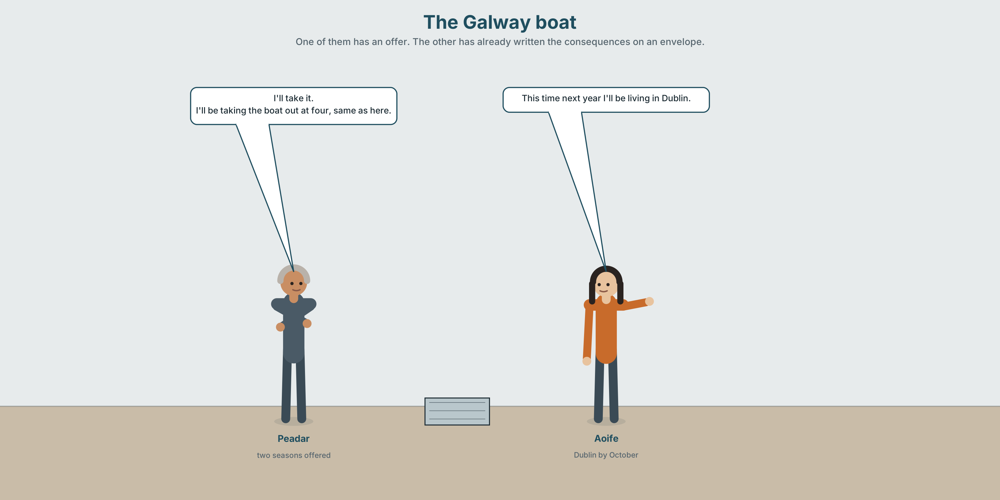 The Galway boat
One of them has an offer. The other has already written the consequences on an envelope.
I'll take it.
I'll be taking the boat out at four, same as here.
This time next year I'll be living in Dublin.
Peadar
two seasons offered
Aoife
Dublin by October